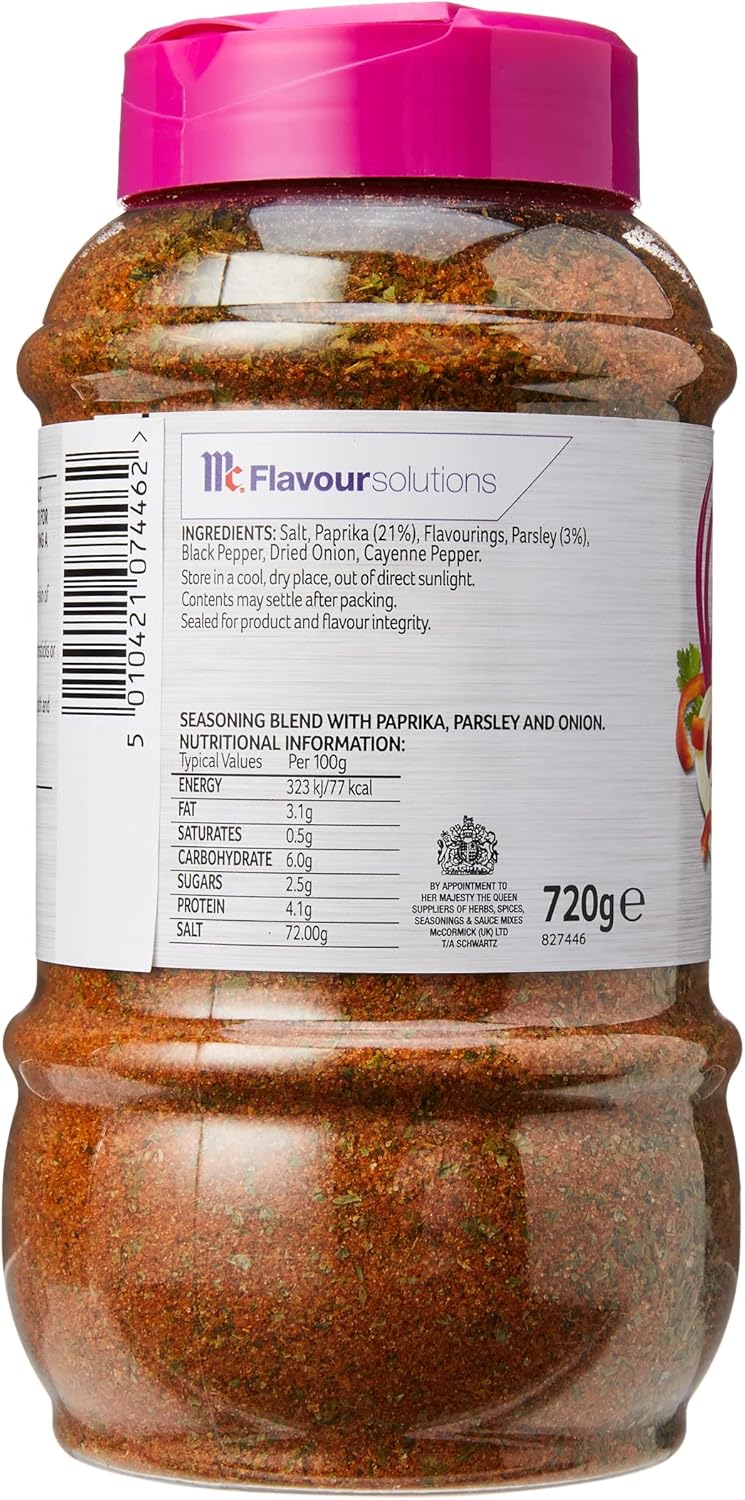 Mc. Flavoursolutions
INGREDIENTS: Salt, Paprika (21%), Flavourings, Parsley (3%),
Black Pepper, Dried Onion, Cayenne Pepper.
Store in a cool, dry place, out of direct sunlight.
Contents may settle after packing.
Sealed for product and flavour integrity.
5 010421 074462 >
SEASONING BLEND WITH PAPRIKA, PARSLEY AND ONION.
NUTRITIONAL INFORMATION:
Typical Values Per 100g
ENERGY 323 kJ/77 kcal
FAT 3.1g
SATURATES 0.5g
CARBOHYDRATE 6.0g
SUGARS 2.5g
PROTEIN 4.1g
SALT 72.00g
BY APPOINTMENT TO
HER MAJESTY THE QUEEN
SUPPLIERS OF HERBS, SPICES,
SEASONINGS & SAUCE MIXES
McCORMICK (UK) LTD
T/A SCHWARTZ
720g e
827446